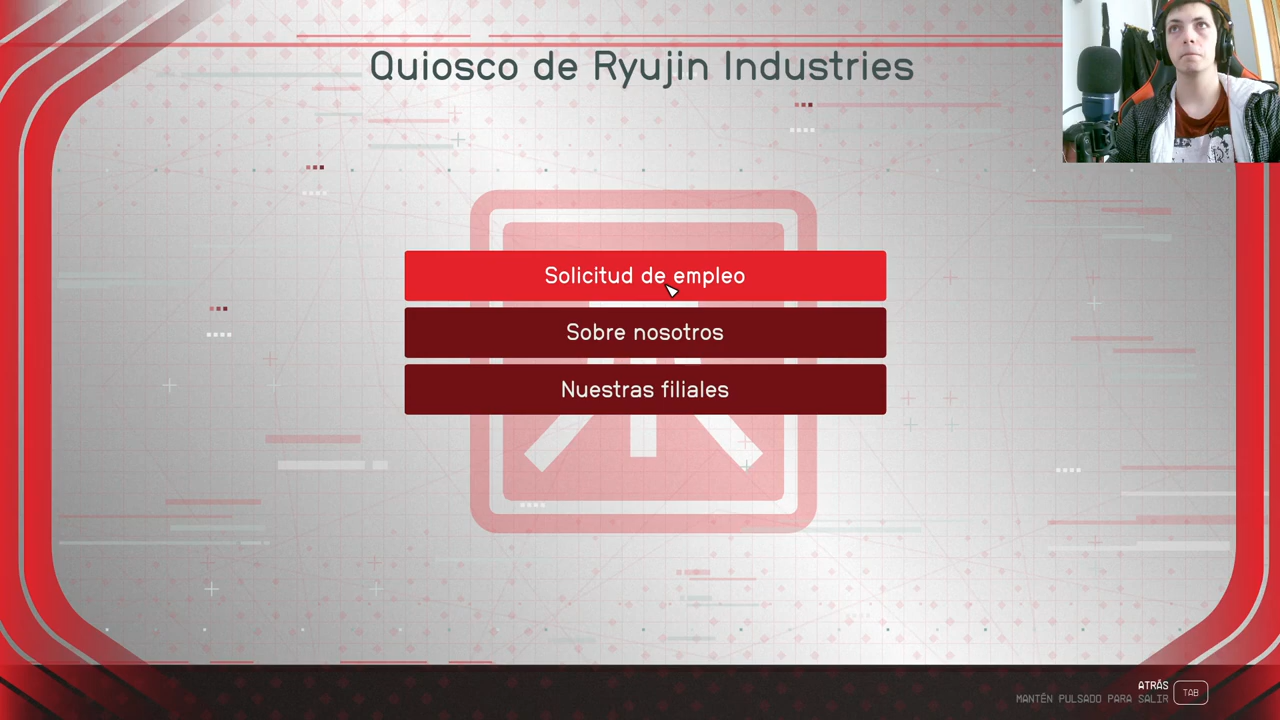 Quiosco de Ryujin Industries
Solicitud de empleo
Sobre nosotros
Nuestras filiales
ATRÁS
MANTÉN PULSADO PARA SALIR
TAB